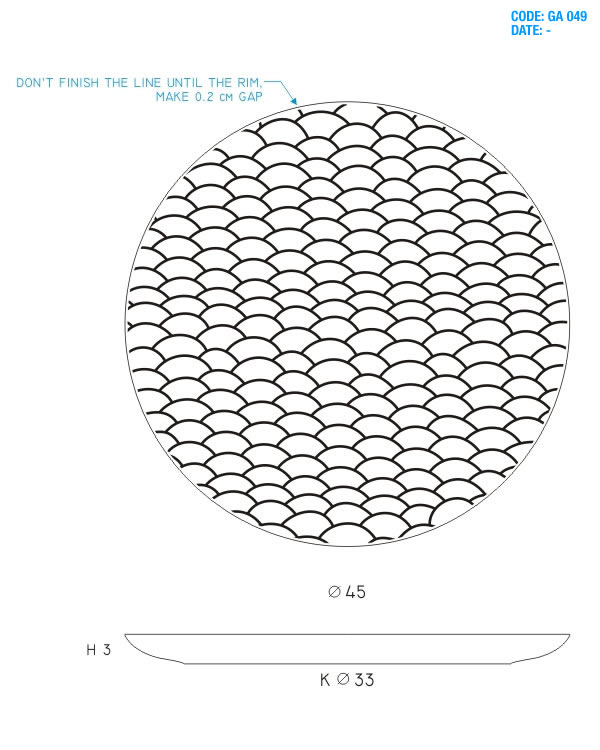 CODE: GA 049
DATE: -
DON'T FINISH THE LINE UNTIL THE RIM,
MAKE 0.2 CM GAP
∅ 45
H 3
K ∅ 33